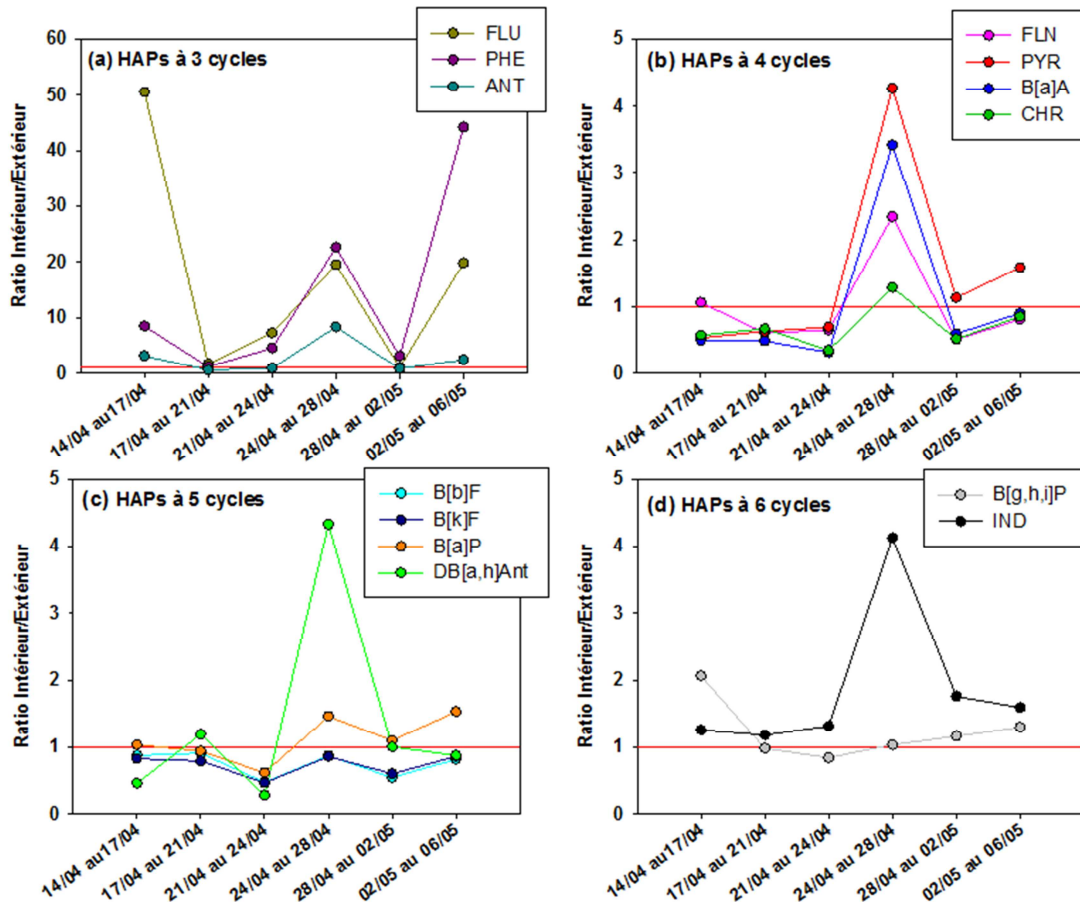 (a) HAPs à 3 cycles
FLU
PHE
ANT
Ratio Intérieur/Extérieur
60
50
40
30
20
10
0
14/04 au17/04
17/04 au 21/04
21/04 au 24/04
24/04 au 28/04
28/04 au 02/05
02/05 au 06/05
(b) HAPs à 4 cycles
FLN
PYR
B[a]A
CHR
Ratio Intérieur/Extérieur
5
4
3
2
1
0
14/04 au17/04
17/04 au 21/04
21/04 au 24/04
24/04 au 28/04
28/04 au 02/05
02/05 au 06/05
(c) HAPs à 5 cycles
B[b]F
B[k]F
B[a]P
DB[a,h]Ant
Ratio Intérieur/Extérieur
5
4
3
2
1
0
14/04 au17/04
17/04 au 21/04
21/04 au 24/04
24/04 au 28/04
28/04 au 02/05
02/05 au 06/05
(d) HAPs à 6 cycles
B[g,h,i]P
IND
Ratio Intérieur/Extérieur
5
4
3
2
1
0
14/04 au17/04
17/04 au 21/04
21/04 au 24/04
24/04 au 28/04
28/04 au 02/05
02/05 au 06/05